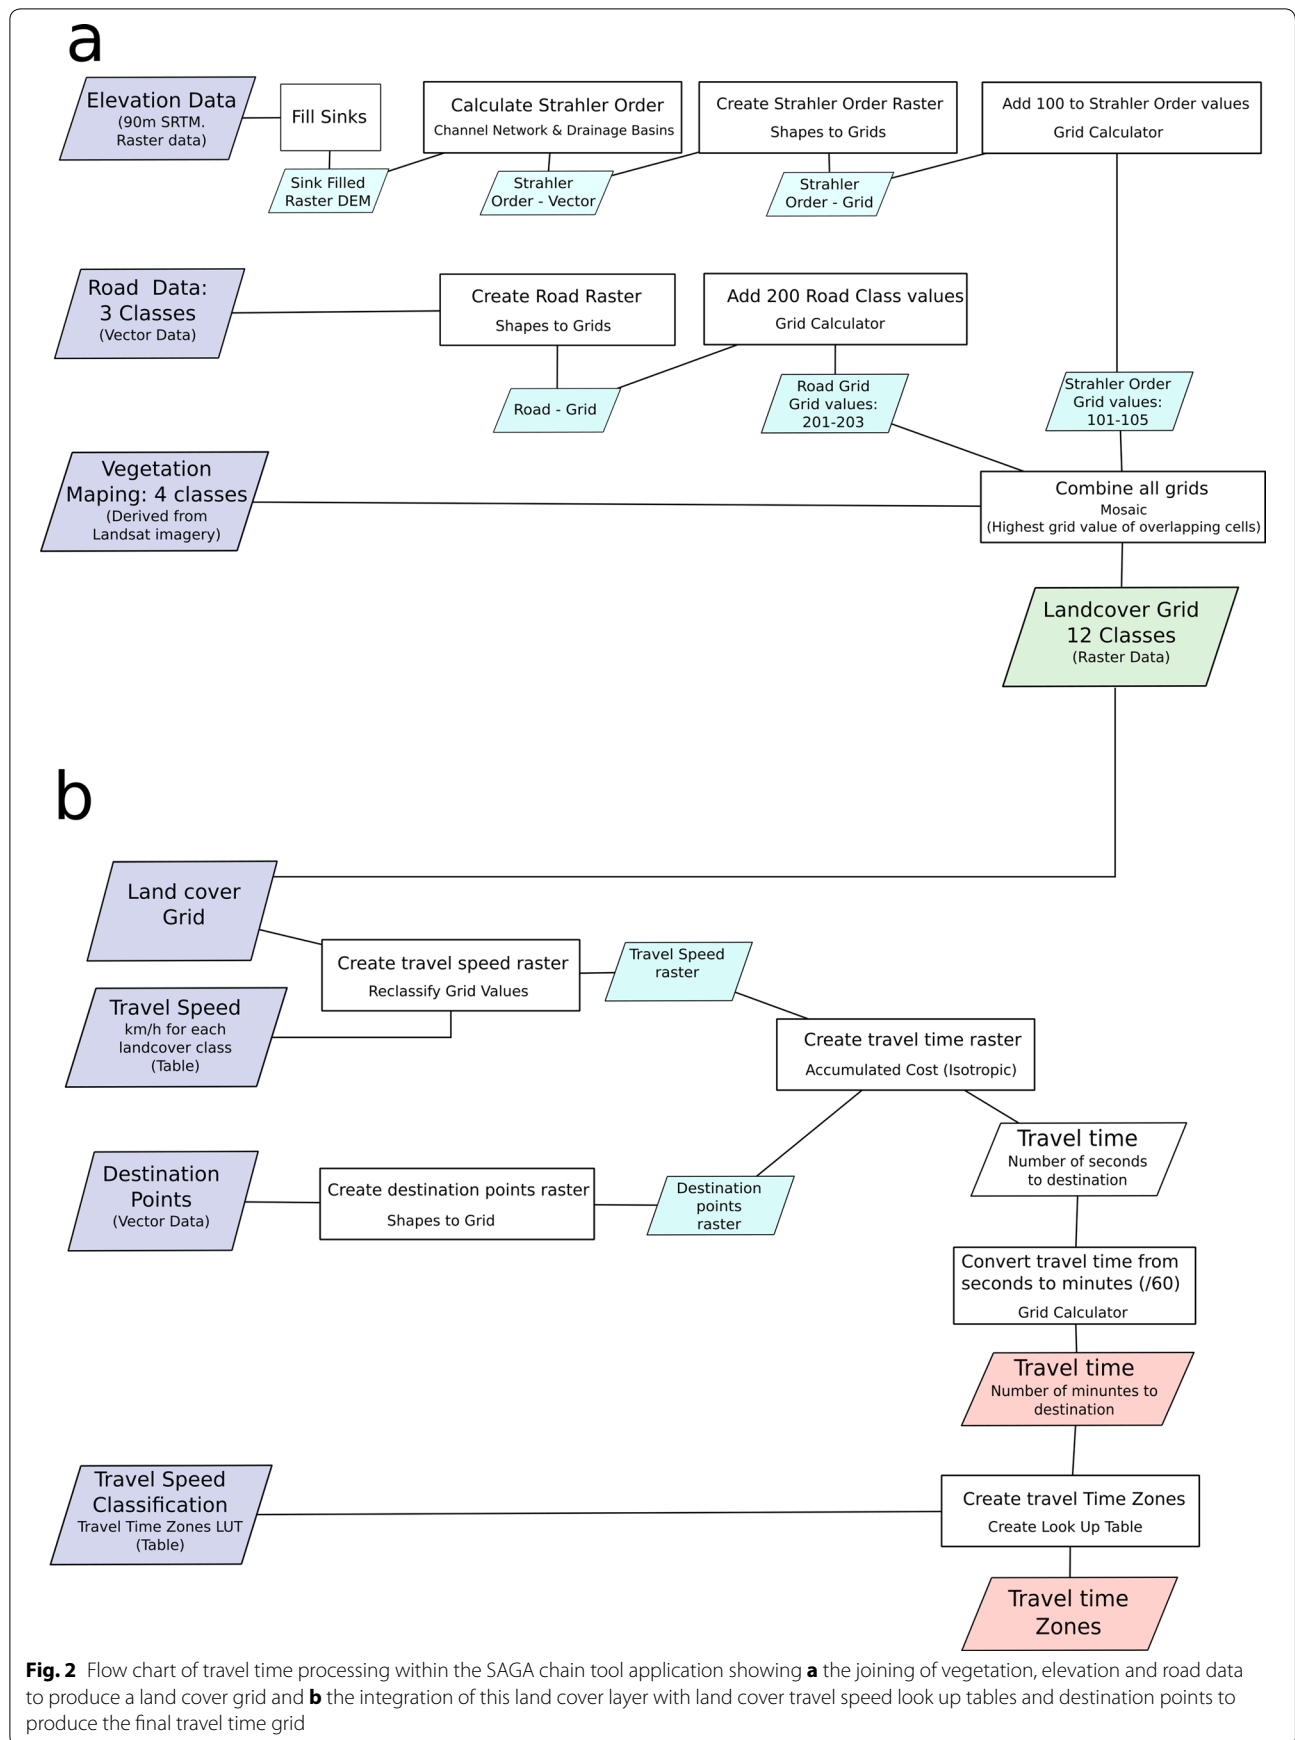 a
Elevation Data
(90m SRTM.
Raster data)
Fill Sinks
Calculate Strahler Order
Channel Network & Drainage Basins
Create Strahler Order Raster
Shapes to Grids
Add 100 to Strahler Order values
Grid Calculator
Sink Filled
Raster DEM
Strahler
Order - Vector
Strahler
Order - Grid
Road  Data:
3 Classes
(Vector Data)
Create Road Raster
Shapes to Grids
Add 200 Road Class values
Grid Calculator
Road - Grid
Road Grid
Grid values:
201-203
Strahler Order
Grid values:
101-105
Vegetation
Maping: 4 classes
(Derived from
Landsat imagery)
Combine all grids
Mosaic
(Highest grid value of overlapping cells)
Landcover Grid
12 Classes
(Raster Data)
b
Land cover
Grid
Create travel speed raster
Reclassify Grid Values
Travel Speed
raster
Travel Speed
km/h for each
landcover class
(Table)
Create travel time raster
Accumulated Cost (Isotropic)
Destination
Points
(Vector Data)
Create destination points raster
Shapes to Grid
Destination
points
raster
Travel time
Number of seconds
to destination
Convert travel time from
seconds to minutes (/60)
Grid Calculator
Travel time
Number of minuntes to
destination
Travel Speed
Classification
Travel Time Zones LUT
(Table)
Create travel Time Zones
Create Look Up Table
Travel time
Zones
Fig. 2 Flow chart of travel time processing within the SAGA chain tool application showing a the joining of vegetation, elevation and road data
to produce a land cover grid and b the integration of this land cover layer with land cover travel speed look up tables and destination points to
produce the final travel time grid